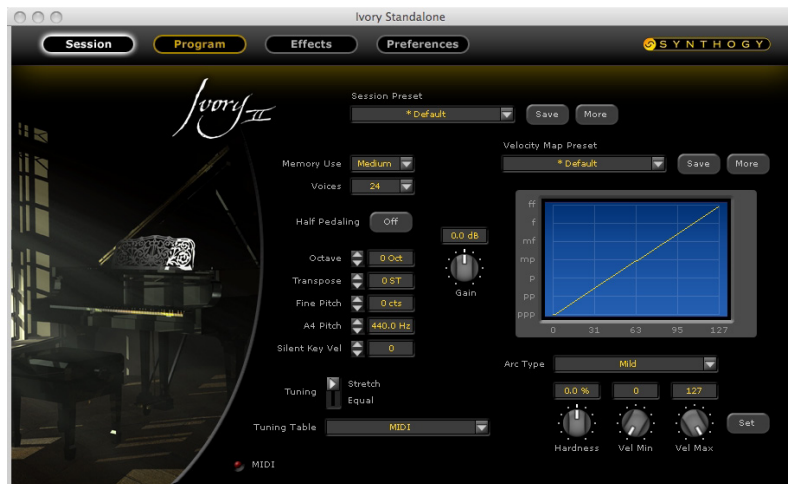 Ivory Standalone
Session Program Effects Preferences SYNTHOGY
Ivory II
Session Preset
* Default Save More
Velocity Map Preset
* Default Save More
Memory Use Medium
Voices 24
Half Pedaling Off
0.0 dB
Gain
Octave 0 Oct
Transpose 0 ST
Fine Pitch 0 cts
A4 Pitch 440.0 Hz
Silent Key Vel 0
Tuning Stretch
Equal
Tuning Table MIDI
MIDI
ff
f
mf
mp
p
pp
ppp
0 31 63 95 127
Arc Type Mild
0.0 % 0 127
Set
Hardness Vel Min Vel Max